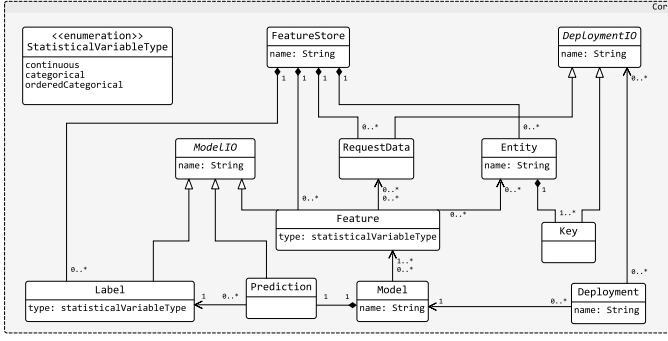 Cor
<<enumeration>>
StatisticalVariableType
continuous
categorical
orderedCategorical
FeatureStore
name: String
DeploymentIO
name: String
1
1
1
1
0..*
0..*
0..*
ModelIO
name: String
RequestData
Entity
name: String
0..*
0..*
0..*
0..*
0..*
1
1..*
Feature
type: statisticalVariableType
Key
1..*
0..*
0..*
0..*
Label
type: statisticalVariableType
1
0..*
Prediction
1
1
Model
name: String
1
0..*
Deployment
name: String